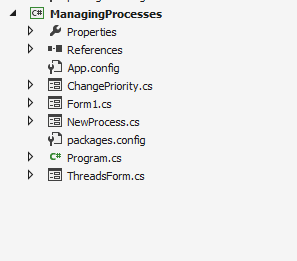 C# ManagingProcesses
Properties
References
App.config
ChangePriority.cs
Form1.cs
NewProcess.cs
packages.config
C# Program.cs
ThreadsForm.cs